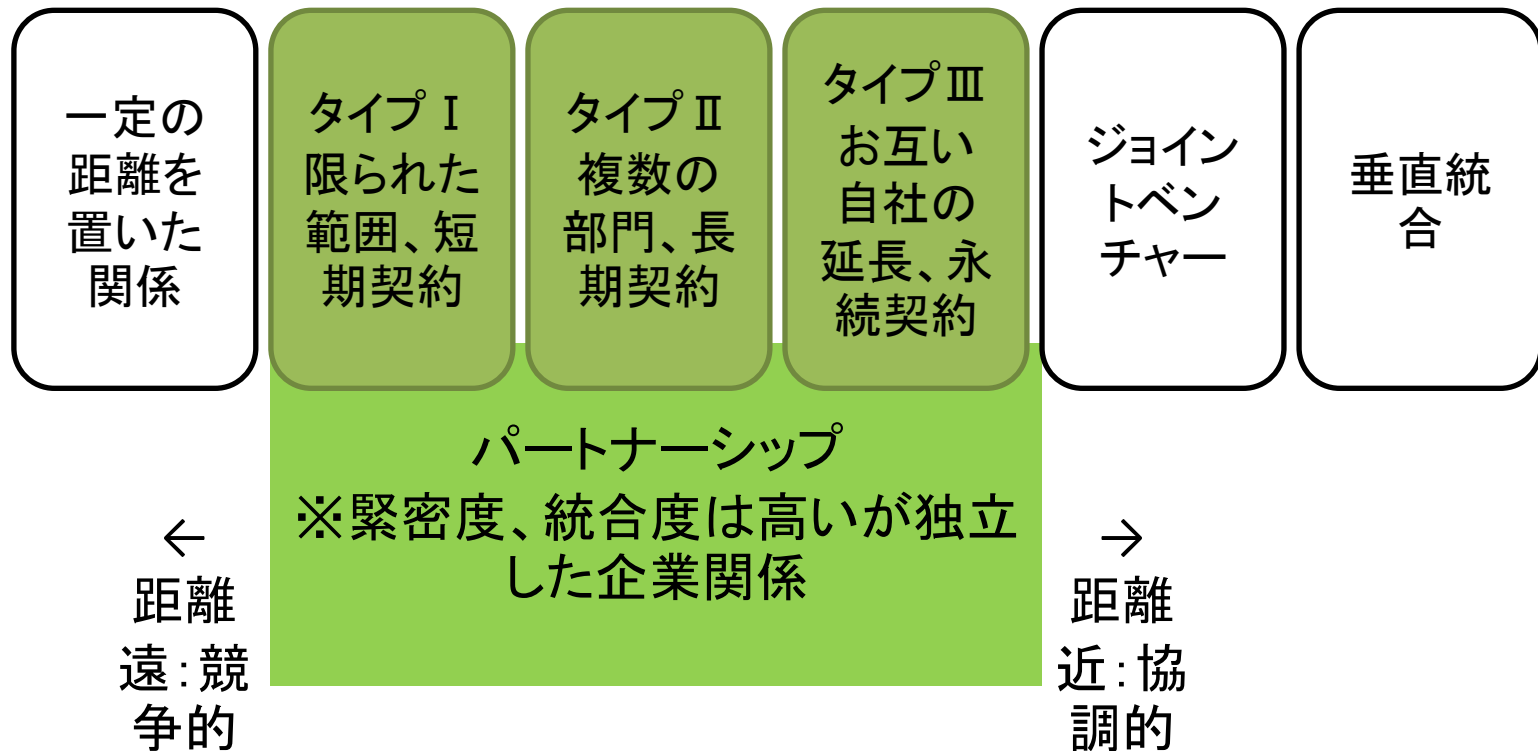 一定の
距離を
置いた
関係
タイプⅠ
限られた
範囲、短
期契約
タイプⅡ
複数の
部門、長
期契約
タイプⅢ
お互い
自社の
延長、永
続契約
ジョイン
トベン
チャー
垂直統
合
パートナーシップ
※緊密度、統合度は高いが独立
した企業関係
←
距離
遠：競
争的
→
距離
近：協
調的